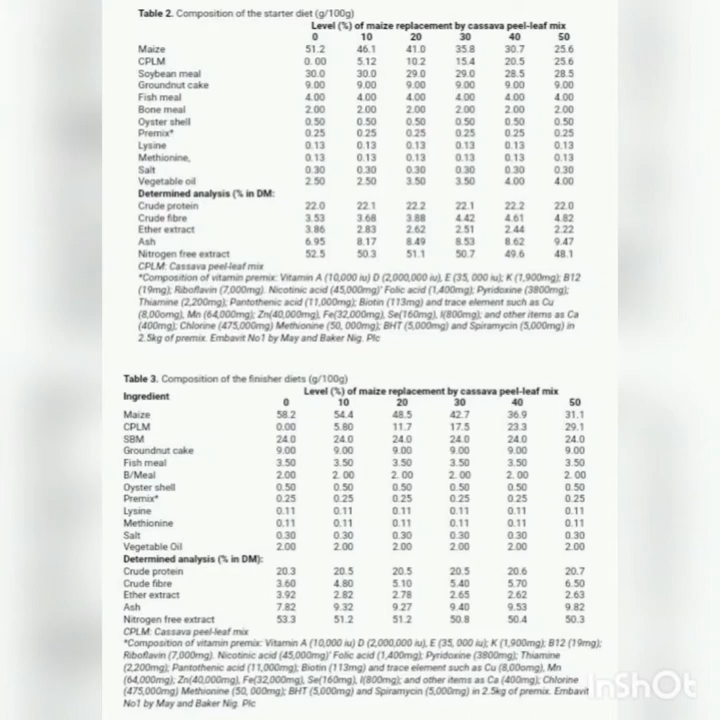 Table 2. Composition of the starter diet (g/100g)
Level (%) of maize replacement by cassava peel-leaf mix
0 10 20 30 40 50
Maize 51.2 46.1 41.0 35.8 30.7 25.6
CPLM 0. 00 5.12 10.2 15.4 20.5 25.6
Soybean meal 30.0 30.0 29.0 29.0 28.5 28.5
Groundnut cake 9.00 9.00 9.00 9.00 9.00 9.00
Fish meal 4.00 4.00 4.00 4.00 4.00 4.00
Bone meal 2.00 2.00 2.00 2.00 2.00 2.00
Oyster shell 0.50 0.50 0.50 0.50 0.50 0.50
Premix* 0.25 0.25 0.25 0.25 0.25 0.25
Lysine 0.13 0.13 0.13 0.13 0.13 0.13
Methionine, 0.13 0.13 0.13 0.13 0.13 0.13
Salt 0.30 0.30 0.30 0.30 0.30 0.30
Vegetable oil 2.50 2.50 3.50 3.50 4.00 4.00
Determined analysis (% in DM:
Crude protein 22.0 22.1 22.2 22.1 22.2 22.0
Crude fibre 3.53 3.68 3.88 4.42 4.61 4.82
Ether extract 3.86 2.83 2.62 2.51 2.44 2.22
Ash 6.95 8.17 8.49 8.53 8.62 9.47
Nitrogen free extract 52.5 50.3 51.1 50.7 49.6 48.1
CPLM: Cassava peel-leaf mix
*Composition of vitamin premix: Vitamin A (10,000 iu) D (2,000,000 iu), E (35, 000 iu); K (1,900mg); B12
(19mg); Riboflavin (7,000mg). Nicotinic acid (45,000mg)' Folic acid (1,400mg); Pyridoxine (3800mg);
Thiamine (2,200mg); Pantothenic acid (11,000mg); Biotin (113mg) and trace element such as Cu
(8,00omg), Mn (64,000mg); Zn(40,000mg), Fe(32,000mg), Se(160mg), I(800mg); and other items as Ca
(400mg); Chlorine (475,000mg) Methionine (50, 000mg); BHT (5,000mg) and Spiramycin (5,000mg) in
2.5kg of premix. Embavit No1 by May and Baker Nig. Plc
Table 3. Composition of the finisher diets (g/100g)
Ingredient Level (%) of maize replacement by cassava peel-leaf mix
0 10 20 30 40 50
Maize 58.2 54.4 48.5 42.7 36.9 31.1
CPLM 0.00 5.80 11.7 17.5 23.3 29.1
SBM 24.0 24.0 24.0 24.0 24.0 24.0
Groundnut cake 9.00 9.00 9.00 9.00 9.00 9.00
Fish meal 3.50 3.50 3.50 3.50 3.50 3.50
B/Meal 2.00 2. 00 2. 00 2. 00 2. 00 2. 00
Oyster shell 0.50 0.50 0.50 0.50 0.50 0.50
Premix* 0.25 0.25 0.25 0.25 0.25 0.25
Lysine 0.11 0.11 0.11 0.11 0.11 0.11
Methionine 0.11 0.11 0.11 0.11 0.11 0.11
Salt 0.30 0.30 0.30 0.30 0.30 0.30
Vegetable Oil 2.00 2.00 2.00 2.00 2.00 2.00
Determined analysis (% in DM):
Crude protein 20.3 20.5 20.5 20.5 20.6 20.7
Crude fibre 3.60 4.80 5.10 5.40 5.70 6.50
Ether extract 3.92 2.82 2.78 2.65 2.62 2.63
Ash 7.82 9.32 9.27 9.40 9.53 9.82
Nitrogen free extract 53.3 51.2 51.2 50.8 50.4 50.3
CPLM: Cassava peel-leaf mix
*Composition of vitamin premix: Vitamin A (10,000 iu) D (2,000,000 iu), E (35, 000 iu); K (1,900mg); B12 (19mg);
Riboflavin (7,000mg). Nicotinic acid (45,000mg)' Folic acid (1,400mg); Pyridoxine (3800mg); Thiamine
(2,200mg); Pantothenic acid (11,000mg); Biotin (113mg) and trace element such as Cu (8,00omg), Mn
(64,000mg); Zn(40,000mg), Fe(32,000mg), Se(160mg), I(800mg); and other items as Ca (400mg); Chlorine
(475,000mg) Methionine (50, 000mg); BHT (5,000mg) and Spiramycin (5,000mg) in 2.5kg of premix. Embavit
No1 by May and Baker Nig. Plc
InShOt